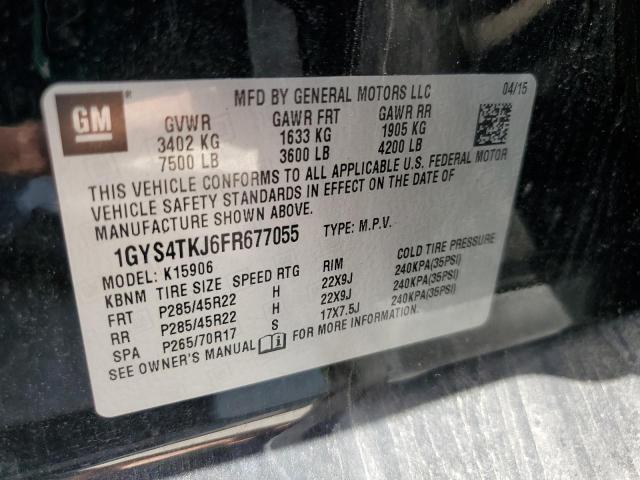 GM ®
MFD BY GENERAL MOTORS LLC 04/15
GVWR GAWR FRT GAWR RR
3402 KG 1633 KG 1905 KG
7500 LB 3600 LB 4200 LB
THIS VEHICLE CONFORMS TO ALL APPLICABLE U.S. FEDERAL MOTOR
VEHICLE SAFETY STANDARDS IN EFFECT ON THE DATE OF
MANUFACTURE SHOWN ABOVE.
1GYS4TKJ6FR677055 TYPE: M.P.V.
MODEL: K15906
KBNM TIRE SIZE SPEED RTG RIM COLD TIRE PRESSURE
FRT P285/45R22 H 22X9J 240KPA(35PSI)
RR P285/45R22 H 22X9J 240KPA(35PSI)
SPA P265/70R17 S 17X7.5J 240KPA(35PSI)
SEE OWNER'S MANUAL FOR MORE INFORMATION.